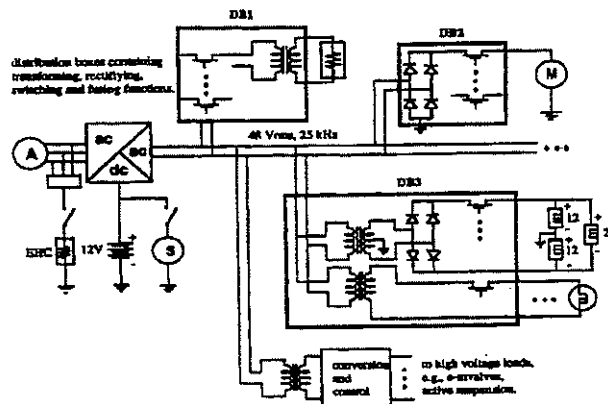 DB1
DB2
distribution boxes containing
transforming, rectifying,
switching and fusing functions.
M
48 Vrms, 25 kHz
A
ac
ac
dc
DB3
EHC
12V
S
+
-
12
12
+
-
conversion
and
control
to high voltage loads,
e.g., e-m valves,
active suspension.